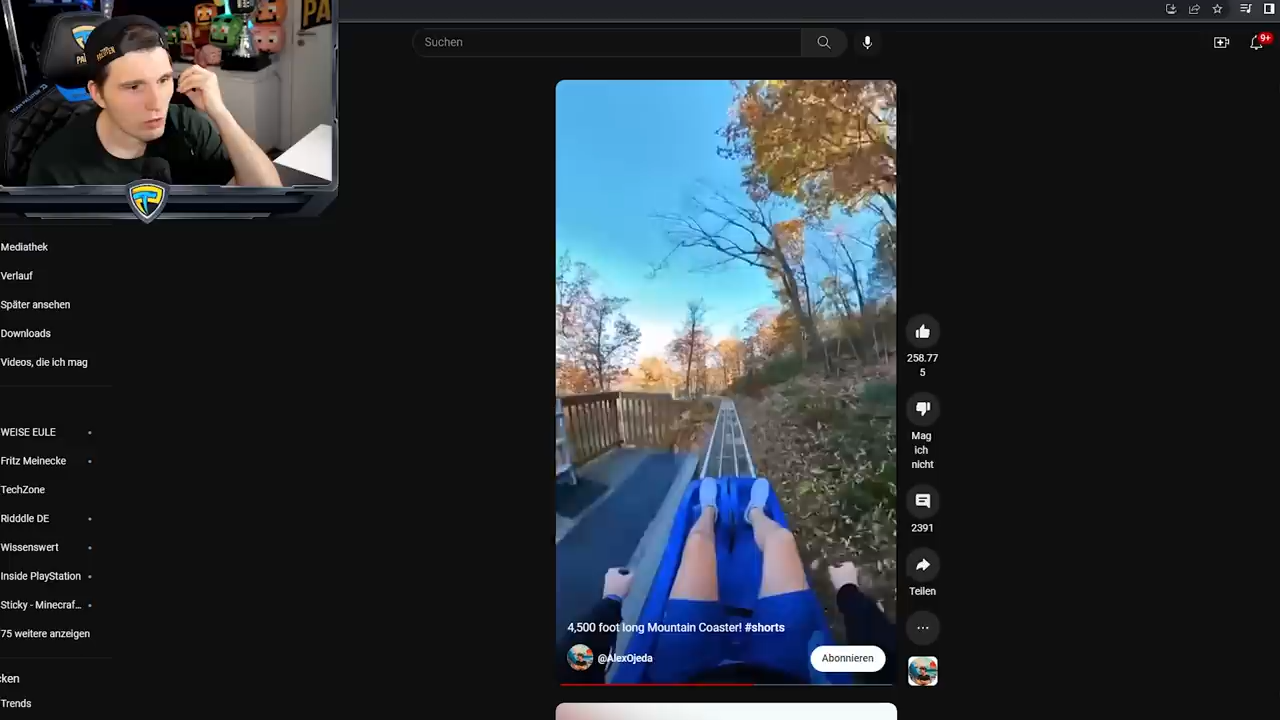 PA
Suchen
9+
Mediathek
Verlauf
Später ansehen
Downloads
Videos, die ich mag
WEISE EULE
Fritz Meinecke
TechZone
Ridddle DE
Wissenswert
Inside PlayStation
Sticky - Minecraf...
75 weitere anzeigen
cken
Trends
258.77
5
Mag
ich
nicht
2391
Teilen
4,500 foot long Mountain Coaster! #shorts
@AlexOjeda
Abonnieren